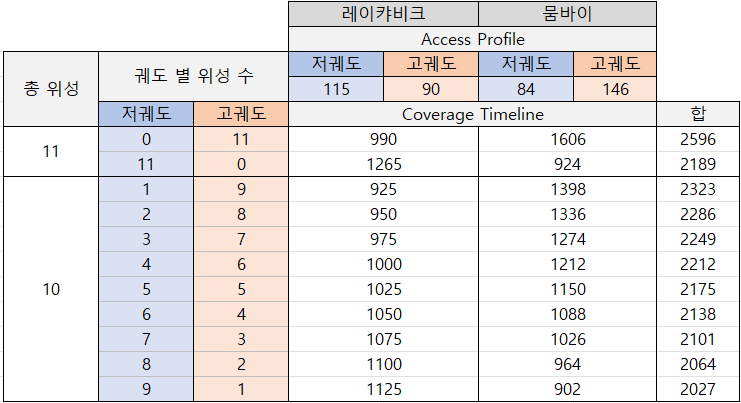 레이캬비크 뭄바이
Access Profile
총 위성 궤도 별 위성 수 저궤도 고궤도 저궤도 고궤도
115 90 84 146
저궤도 고궤도 Coverage Timeline 합
11 0 11 990 1606 2596
11 0 1265 924 2189
10 1 9 925 1398 2323
2 8 950 1336 2286
3 7 975 1274 2249
4 6 1000 1212 2212
5 5 1025 1150 2175
6 4 1050 1088 2138
7 3 1075 1026 2101
8 2 1100 964 2064
9 1 1125 902 2027